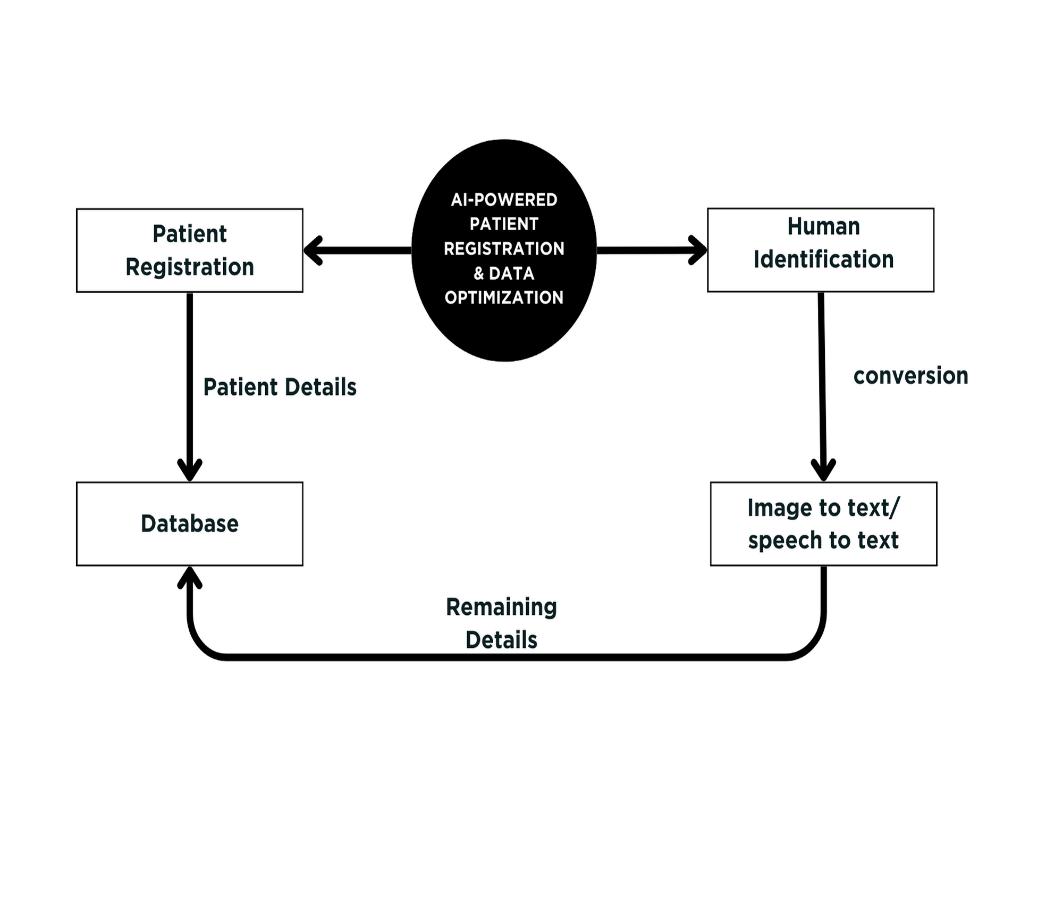 AI-POWERED
PATIENT
REGISTRATION
& DATA
OPTIMIZATION
Patient
Registration
Human
Identification
Patient Details
conversion
Database
Image to text/
speech to text
Remaining
Details